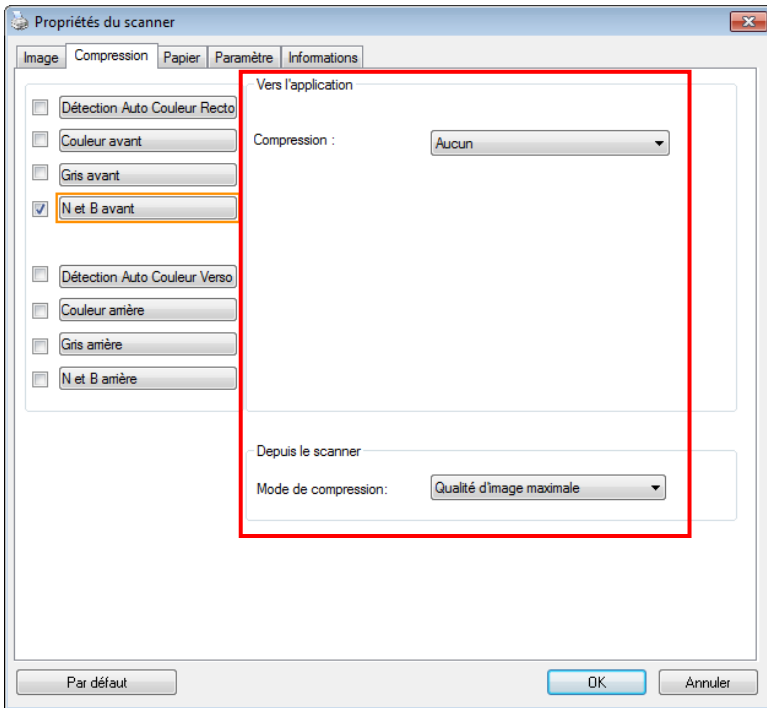 Propriétés du scanner
Image Compression Papier Paramètre Informations
Vers l'application
Détection Auto Couleur Recto
Couleur avant
Compression :
Aucun
Gris avant
N et B avant
Détection Auto Couleur Verso
Couleur arrière
Gris arrière
N et B arrière
Depuis le scanner
Mode de compression:
Qualité d'image maximale
Par défaut
OK
Annuler